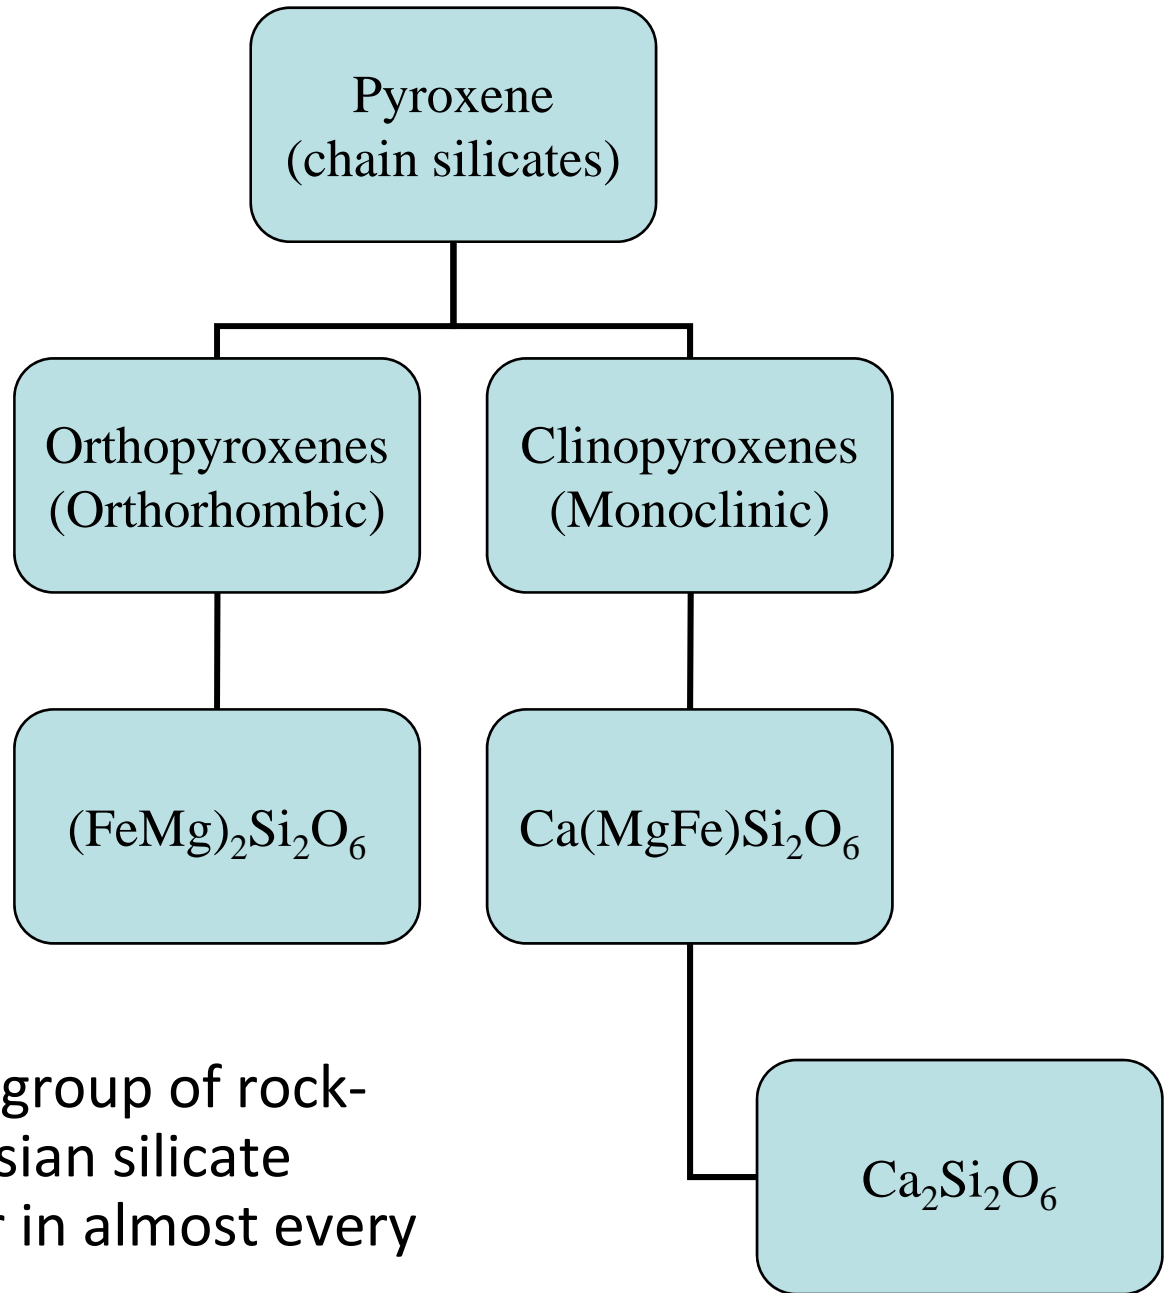 Pyroxene
(chain silicates)
Orthopyroxenes
(Orthorhombic)
Clinopyroxenes
(Monoclinic)
(FeMg)₂Si₂O₆
Ca(MgFe)Si₂O₆
group of rock-
sian silicate
r in almost every
Ca₂Si₂O₆